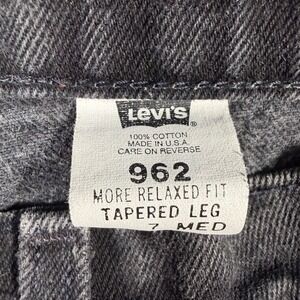 Levi's ®
100% COTTON
MADE IN U.S.A.
CARE ON REVERSE
962
MORE RELAXED FIT
TAPERED LEG
7 MED